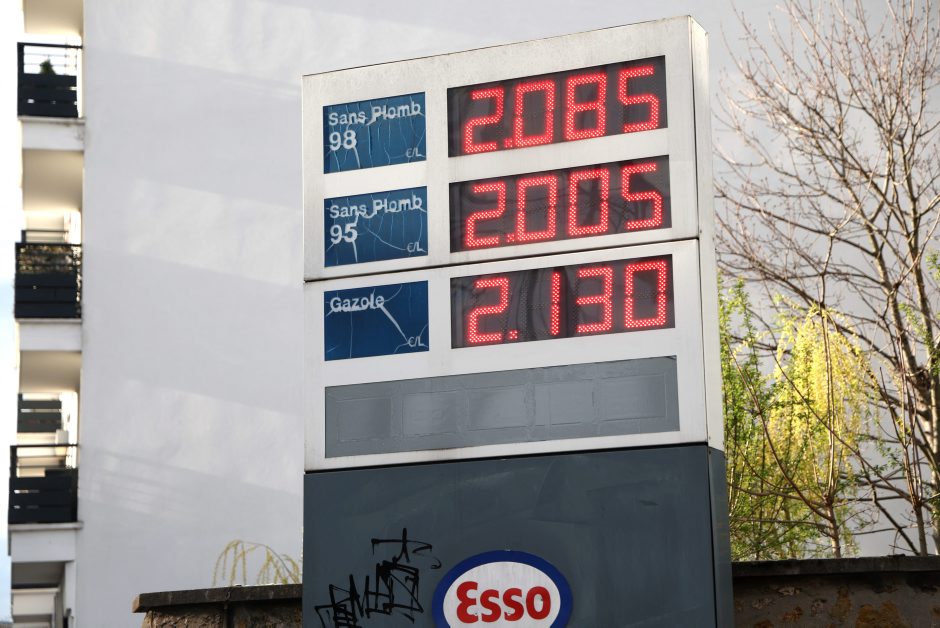 Sans Plomb
98
€/L
2.085
Sans Plomb
95
€/L
2.005
Gazole
€/L
2.130
Esso